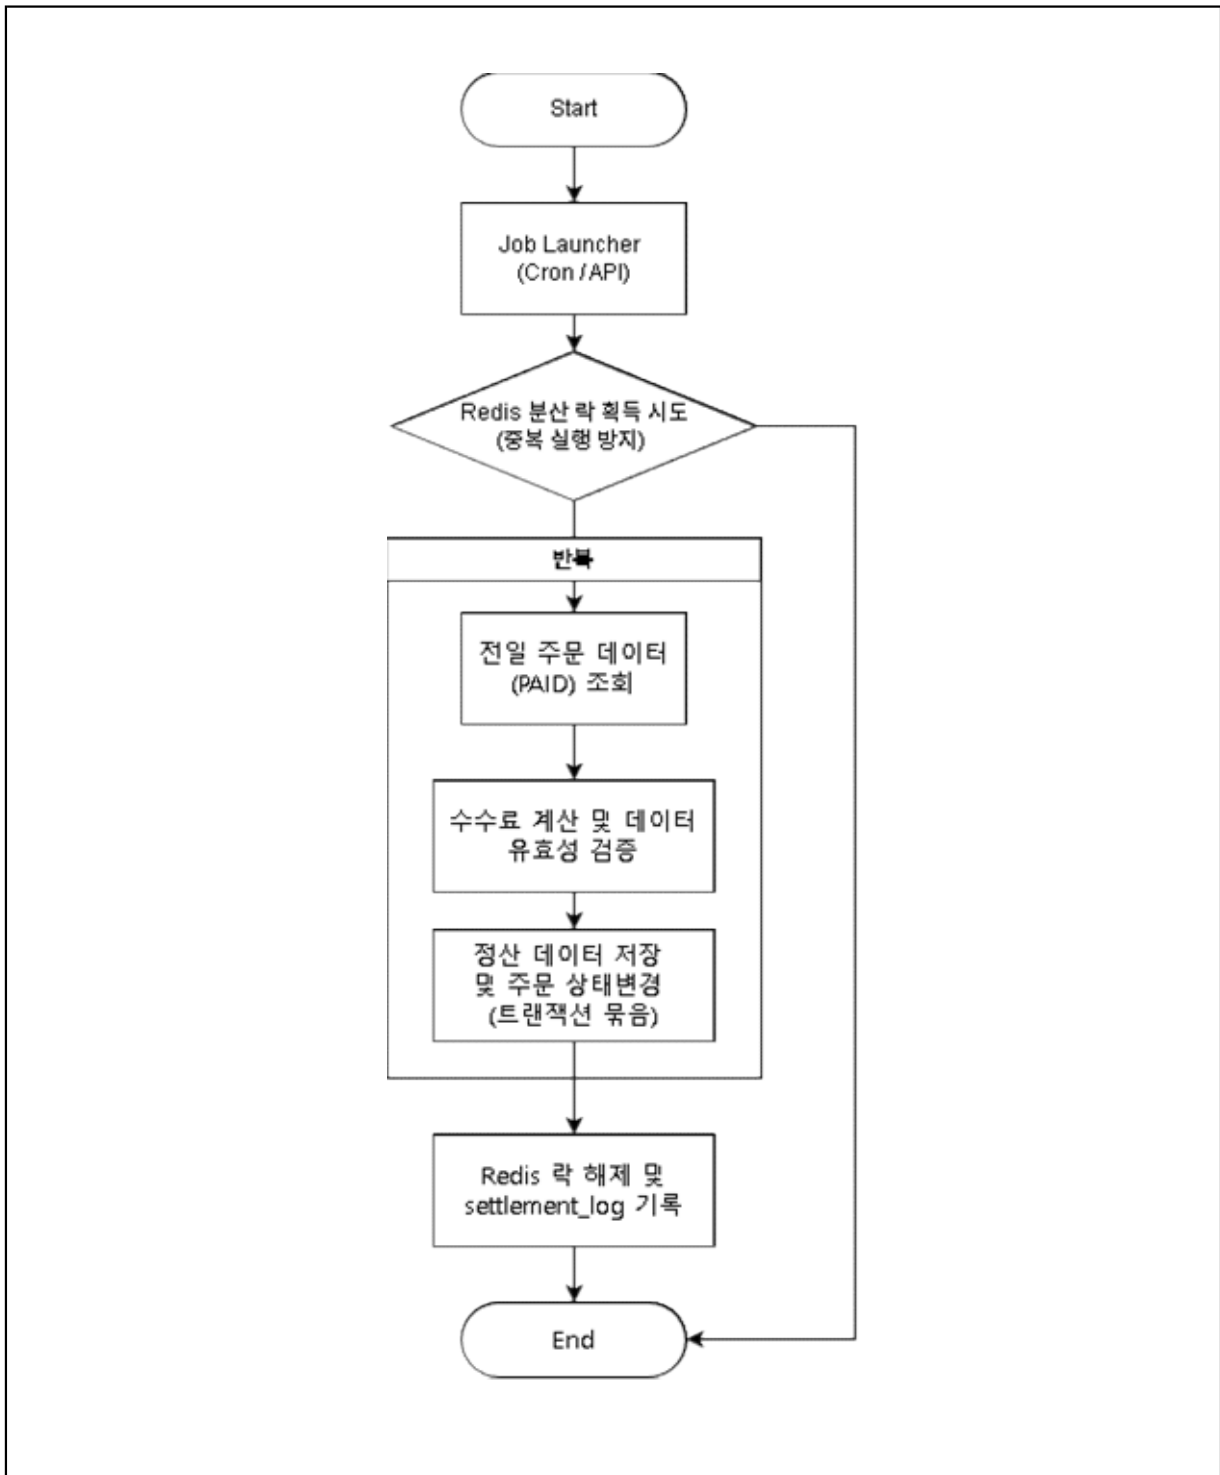 Start
Job Launcher
(Cron / API)
Redis 분산 락 획득 시도
(중복 실행 방지)
반복
전일 주문 데이터
(PAID) 조회
수수료 계산 및 데이터
유효성 검증
정산 데이터 저장
및 주문 상태변경
(트랜잭션 묶음)
Redis 락 해제 및
settlement_log 기록
End